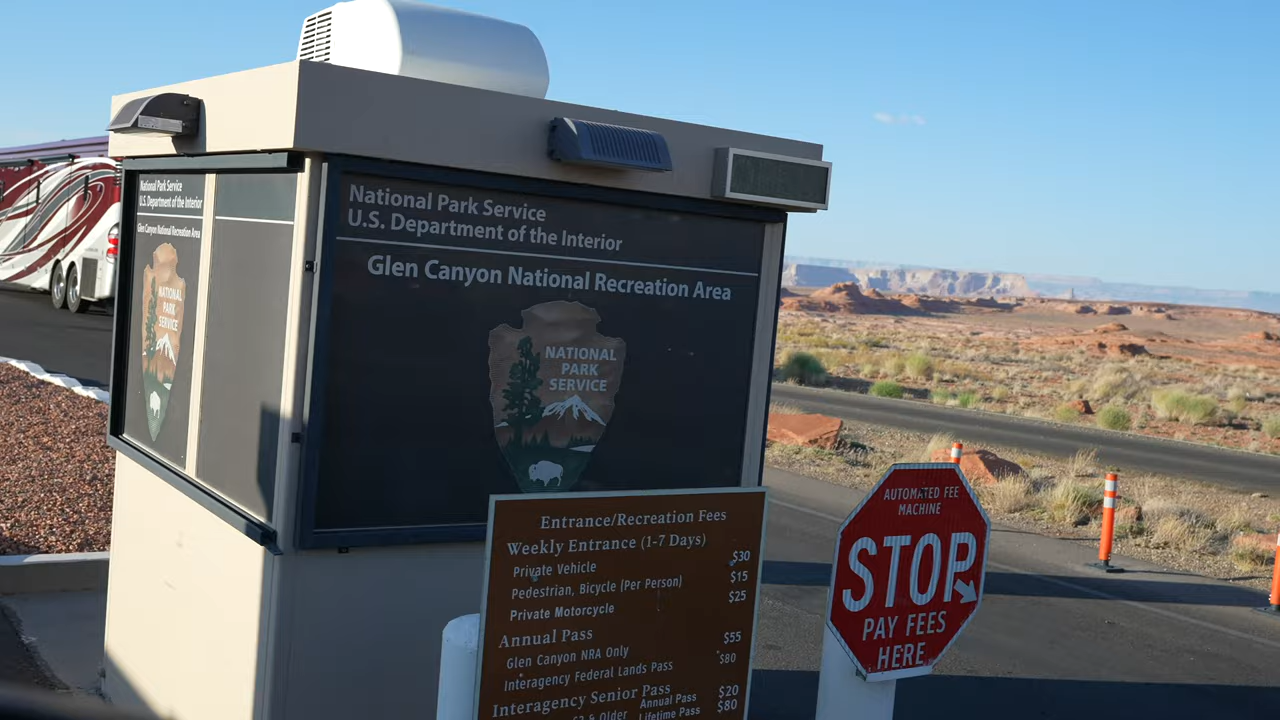 National Park Service
U.S. Department of the Interior
Glen Canyon National Recreation Area
NATIONAL
PARK
SERVICE
National Park Service
U.S. Department of the Interior
Glen Canyon National Recreation Area
NATIONAL
PARK
SERVICE
Entrance/Recreation Fees
Weekly Entrance (1-7 Days)
Private Vehicle $30
Pedestrian, Bicycle (Per Person) $15
Private Motorcycle $25
Annual Pass
Glen Canyon NRA Only $55
Interagency Federal Lands Pass $80
Interagency Senior Pass
Annual Pass $20
& Older Lifetime Pass $80
AUTOMATED FEE
MACHINE
STOP
PAY FEES
HERE